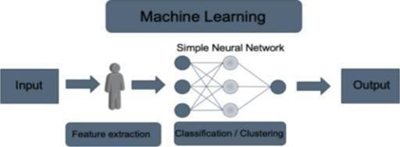 Machine Learning
Simple Neural Network
Input
Output
Feature extraction
Classification / Clustering